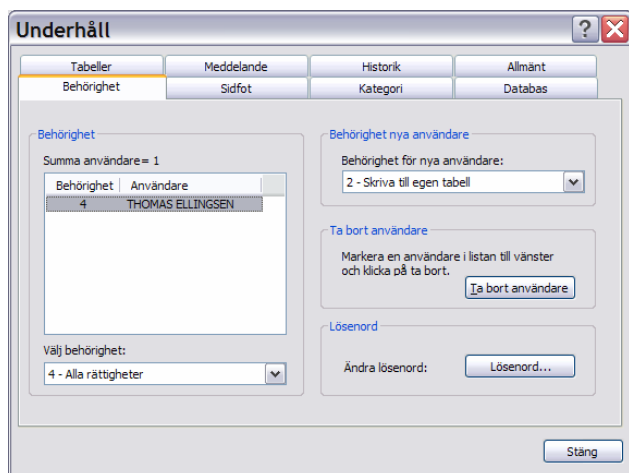 Underhåll
Tabeller
Meddelande
Historik
Allmänt
Behörighet
Sidfot
Kategori
Databas
Behörighet
Summa användare= 1
Behörighet Användare
4 THOMAS ELLINGSEN
Välj behörighet:
4 - Alla rättigheter
Behörighet nya användare
Behörighet för nya användare:
2 - Skriva till egen tabell
Ta bort användare
Markera en användare i listan till vänster
och klicka på ta bort.
Ta bort användare
Lösenord
Ändra lösenord:
Lösenord...
Stäng